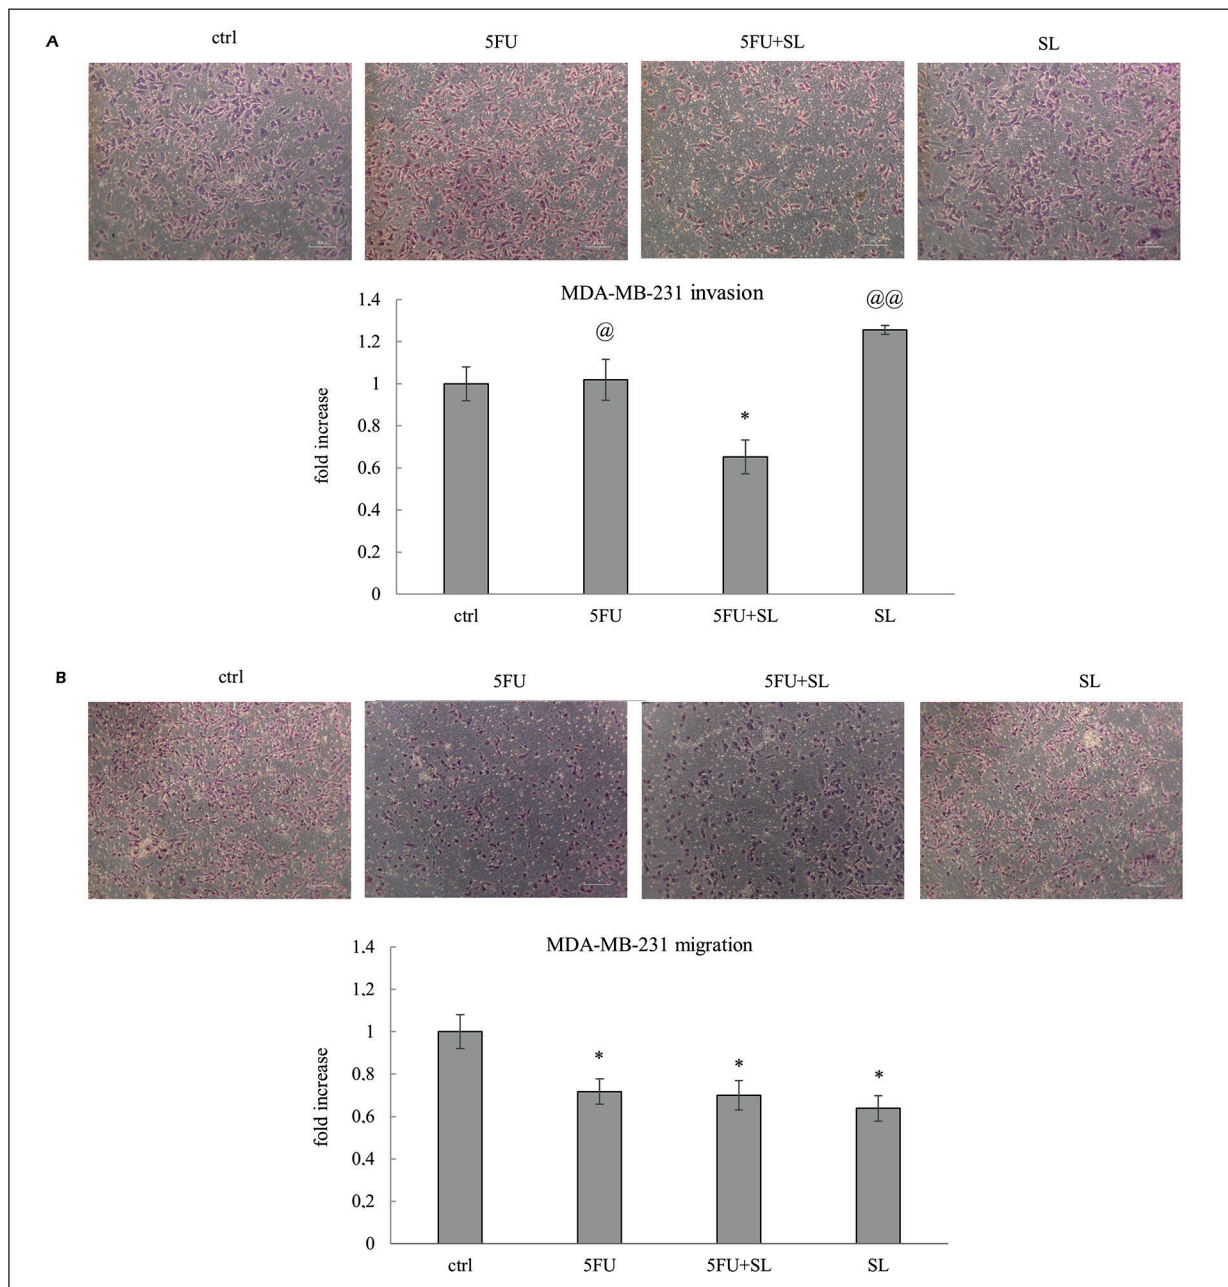 A
ctrl 5FU 5FU+SL SL
MDA-MB-231 invasion
fold increase
1.4
1.2
1
0.8
0.6
0.4
0.2
0
@
*
@@
ctrl 5FU 5FU+SL SL
B
ctrl 5FU 5FU+SL SL
MDA-MB-231 migration
fold increase
1.4
1.2
1
0.8
0.6
0.4
0.2
0
*
*
*
ctrl 5FU 5FU+SL SL